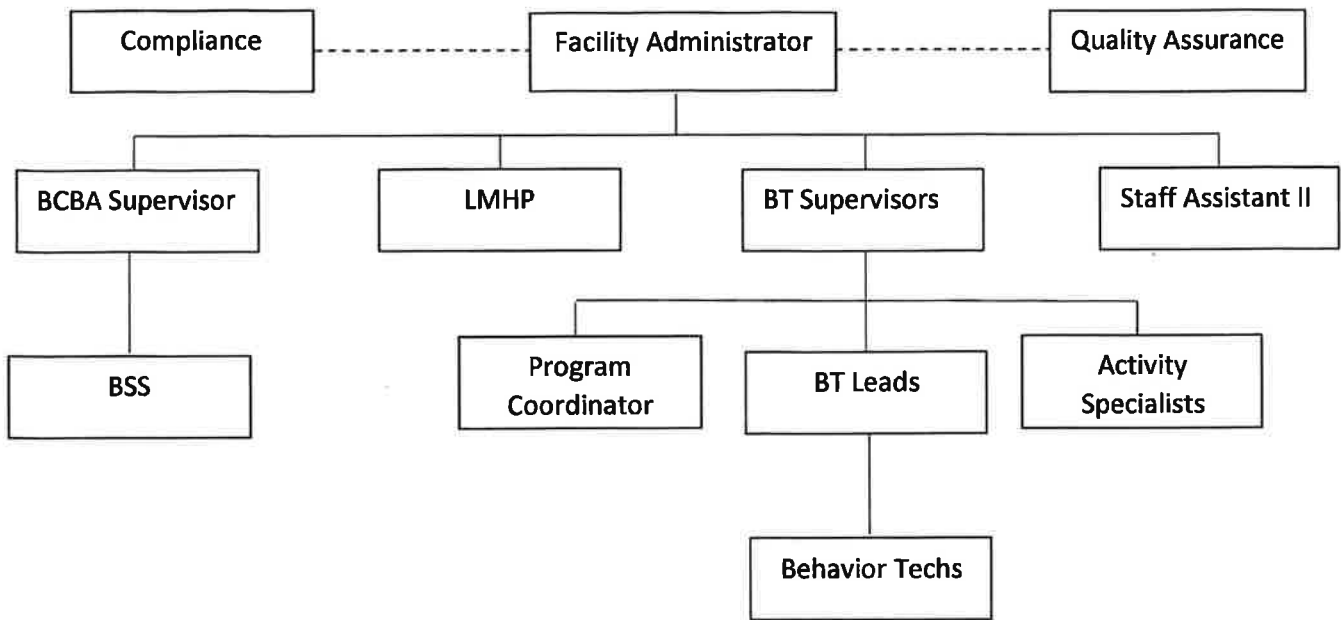 Compliance
Facility Administrator
Quality Assurance
BCBA Supervisor
LMHP
BT Supervisors
Staff Assistant II
BSS
Program
Coordinator
BT Leads
Activity
Specialists
Behavior Techs